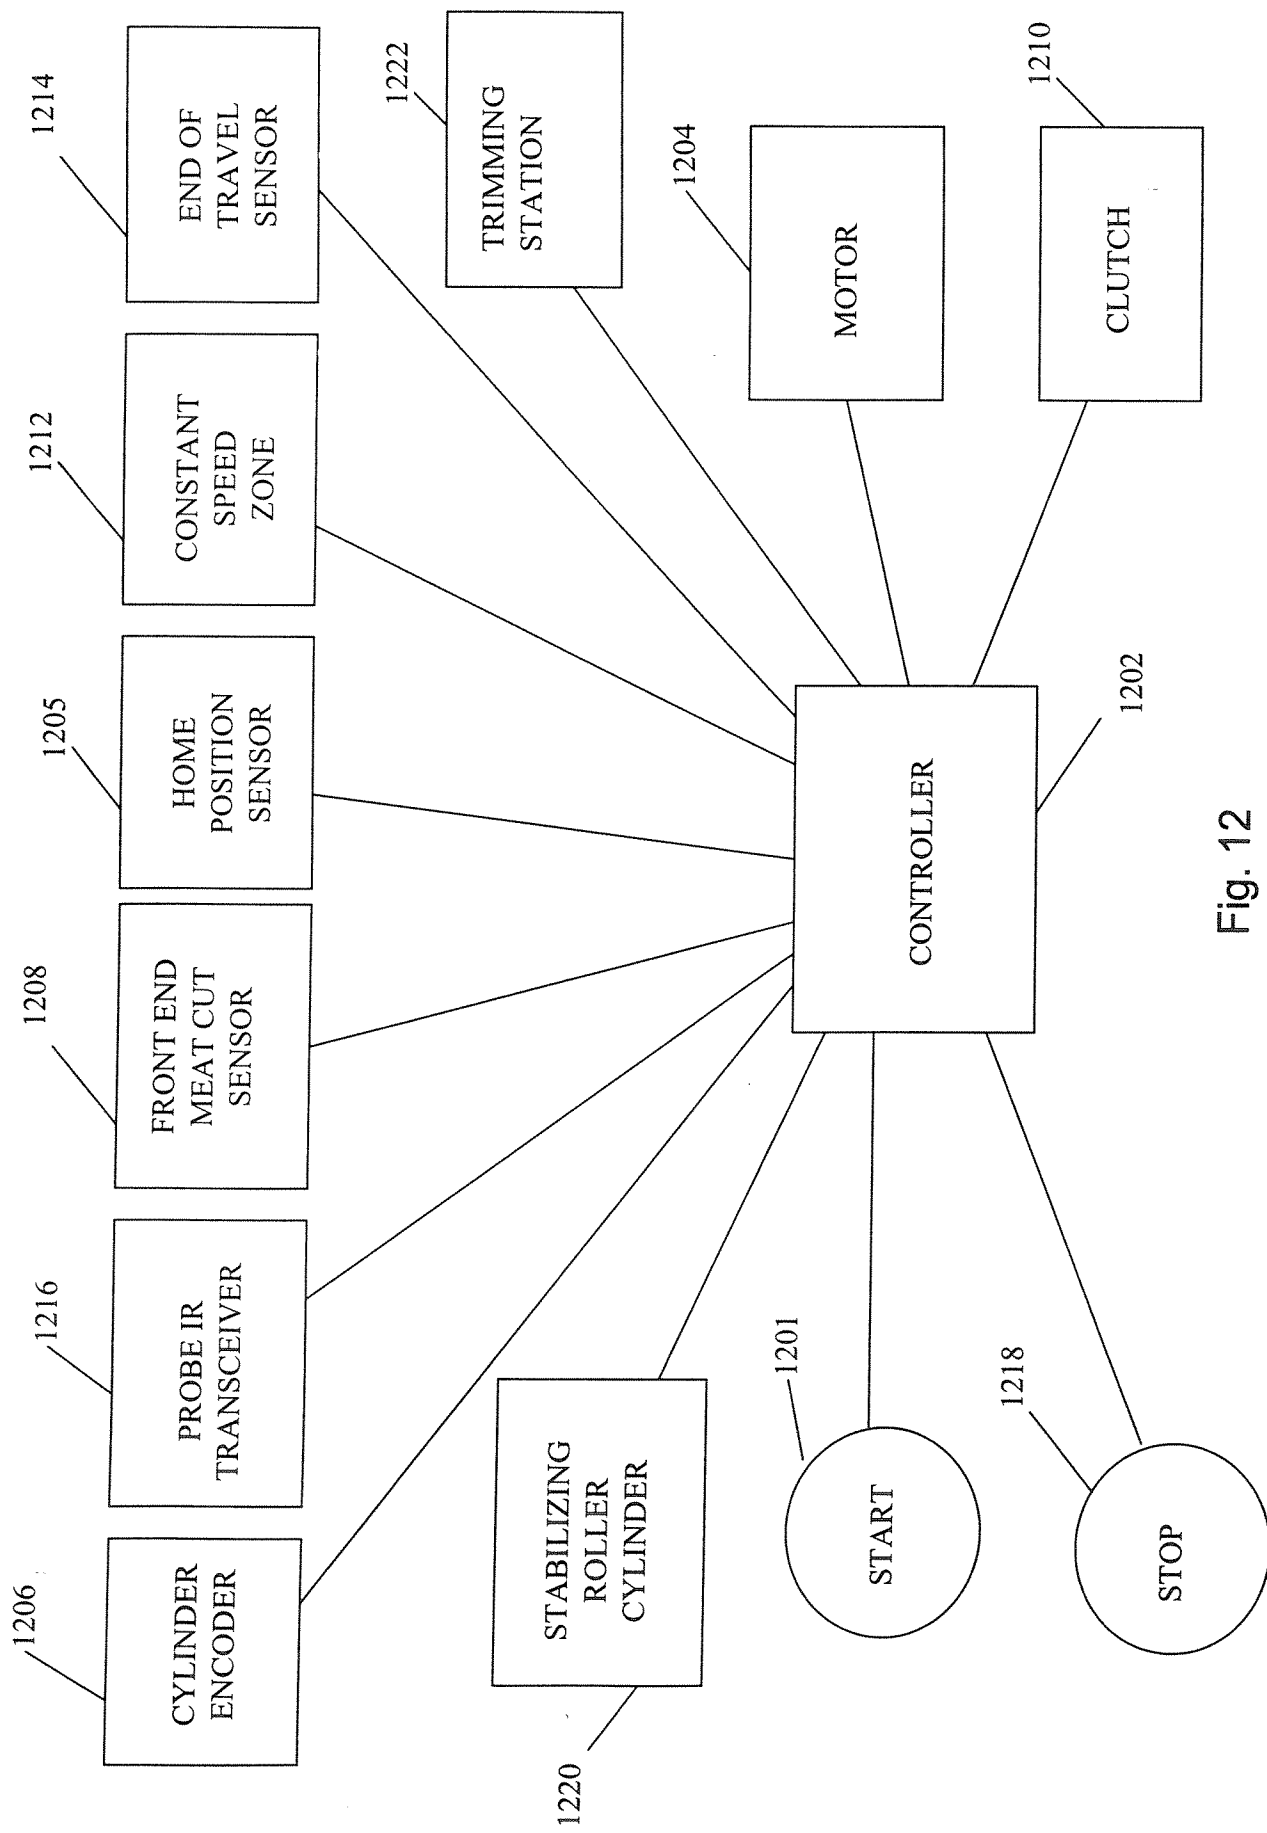 1206
CYLINDER
ENCODER
1216
PROBE IR
TRANSCEIVER
1208
FRONT END
MEAT CUT
SENSOR
1205
HOME
POSITION
SENSOR
1212
CONSTANT
SPEED
ZONE
1214
END OF
TRAVEL
SENSOR
1220
STABILIZING
ROLLER
CYLINDER
1222
TRIMMING
STATION
1201
START
1204
MOTOR
CONTROLLER
1202
1218
STOP
1210
CLUTCH
Fig. 12